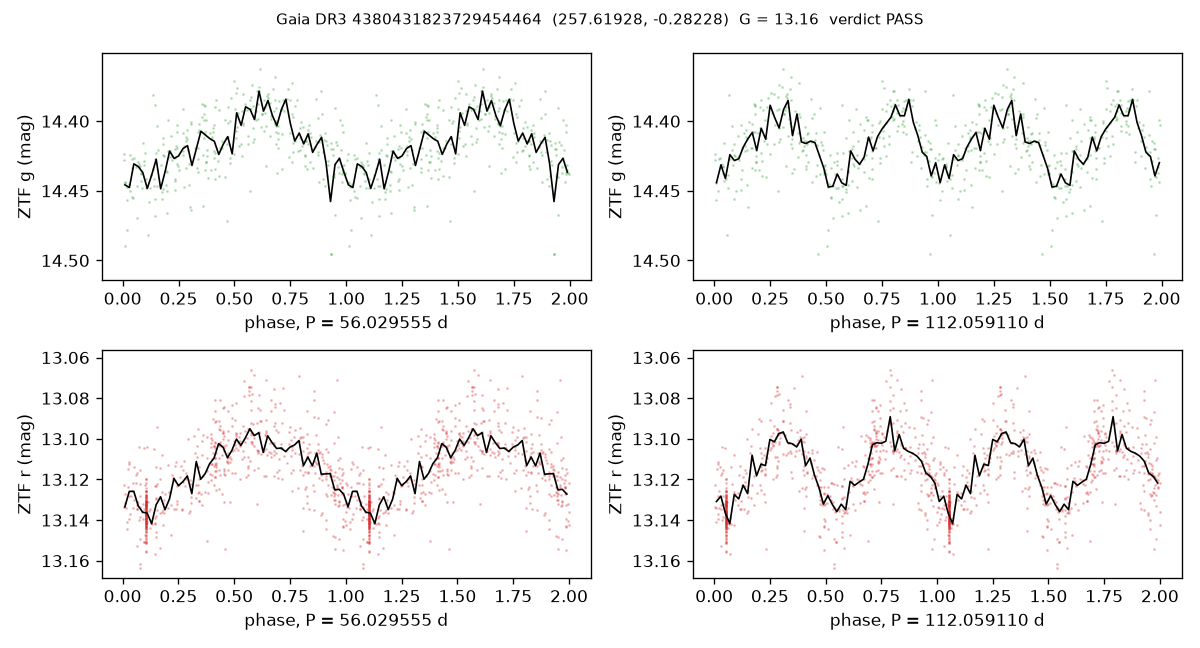 Gaia DR3 4380431823729454464 (257.61928, -0.28228) G = 13.16 verdict PASS
ZTF g (mag)
14.40
14.45
14.50
0.00 0.25 0.50 0.75 1.00 1.25 1.50 1.75 2.00
phase, P = 56.029555 d
ZTF g (mag)
14.40
14.45
14.50
0.00 0.25 0.50 0.75 1.00 1.25 1.50 1.75 2.00
phase, P = 112.059110 d
ZTF r (mag)
13.06
13.08
13.10
13.12
13.14
13.16
0.00 0.25 0.50 0.75 1.00 1.25 1.50 1.75 2.00
phase, P = 56.029555 d
ZTF r (mag)
13.06
13.08
13.10
13.12
13.14
13.16
0.00 0.25 0.50 0.75 1.00 1.25 1.50 1.75 2.00
phase, P = 112.059110 d